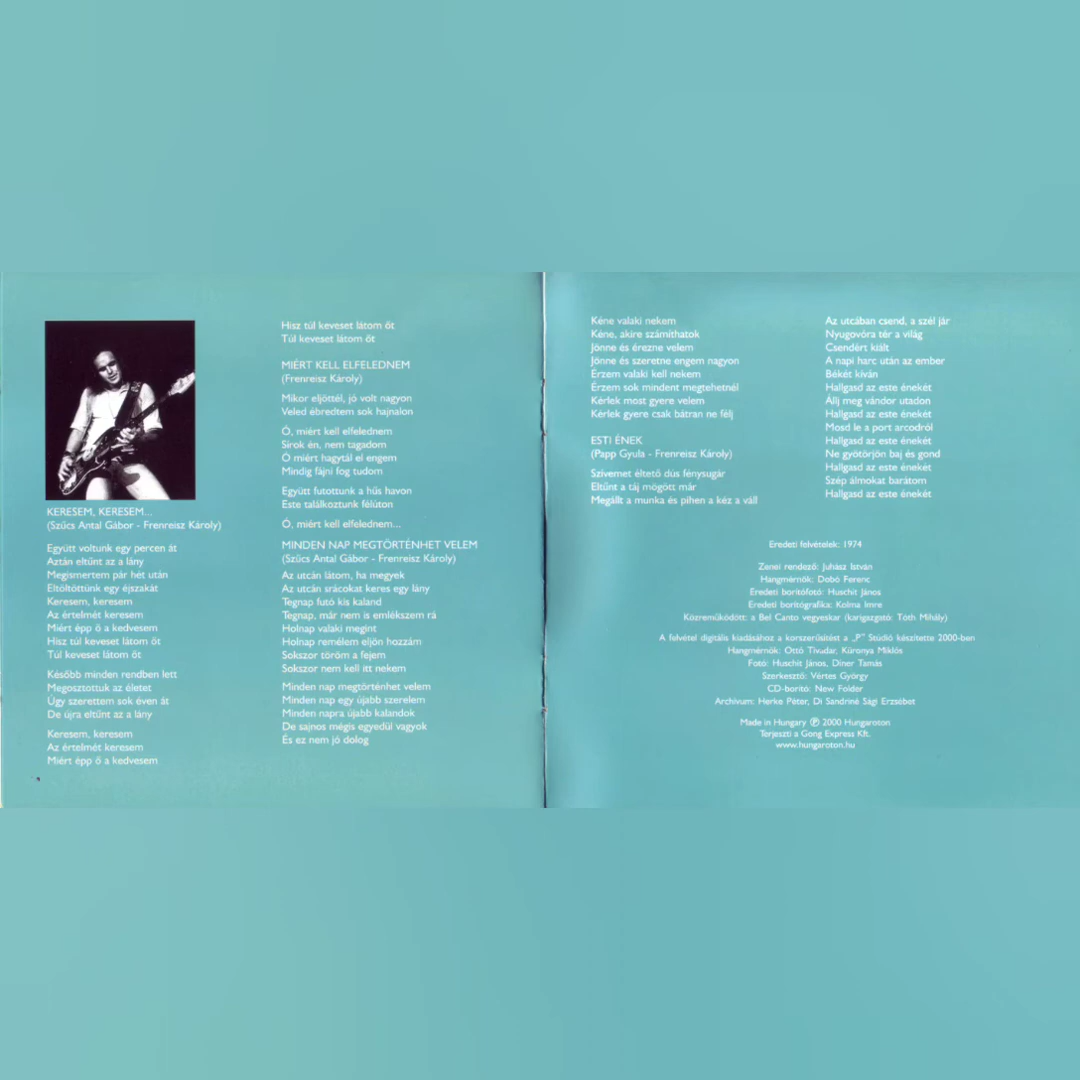 KERESEM, KERESEM...
(Szűcs Antal Gábor - Frenreisz Károly)
Együtt voltunk egy percen át
Aztán eltűnt az a lány
Megismertem pár hét után
Eltöltöttünk egy éjszakát
Keresem, keresem
Az értelmét keresem
Miért épp ő a kedvesem
Hisz túl keveset látom őt
Túl keveset látom őt
Később minden rendben lett
Megosztottuk az életet
Úgy szerettem sok éven át
De újra eltűnt az a lány
Keresem, keresem
Az értelmét keresem
Miért épp ő a kedvesem
Hisz túl keveset látom őt
Túl keveset látom őt
MIÉRT KELL ELFELEDNEM
(Frenreisz Károly)
Mikor eljöttél, jó volt nagyon
Veled ébredtem sok hajnalon
Ó, miért kell elfelednem
Sírok én, nem tagadom
Ó miért hagytál el engem
Mindig fájni fog tudom
Együtt futottunk a hűs havon
Este találkoztunk félúton
Ó, miért kell elfelednem...
MINDEN NAP MEGTÖRTÉNHET VELEM
(Szűcs Antal Gábor - Frenreisz Károly)
Az utcán látom, ha megyek
Az utcán srácokat keres egy lány
Tegnap futó kis kaland
Tegnap, már nem is emlékszem rá
Holnap valaki megint
Holnap remélem eljön hozzám
Sokszor töröm a fejem
Sokszor nem kell itt nekem
Minden nap megtörténhet velem
Minden nap egy újabb szerelem
Minden napra újabb kalandok
De sajnos mégis egyedül vagyok
És ez nem jó dolog
Kéne valaki nekem
Kéne, akire számíthatok
Jönne és érezne velem
Jönne és szeretne engem nagyon
Érzem valaki kell nekem
Érzem sok mindent megtehetnél
Kérlek most gyere velem
Kérlek gyere csak bátran ne félj
ESTI ÉNEK
(Papp Gyula - Frenreisz Károly)
Szívemet éltető dús fénysugár
Eltűnt a táj mögött már
Megállt a munka és pihen a kéz a váll
Az utcában csend, a szél jár
Nyugovóra tér a világ
Csendért kiált
A napi harc után az ember
Békét kíván
Hallgasd az este énekét
Állj meg vándor utadon
Hallgasd az este énekét
Mosd le a port arcodról
Hallgasd az este énekét
Ne gyötörjön baj és gond
Hallgasd az este énekét
Szép álmokat barátom
Hallgasd az este énekét
Eredeti felvételek: 1974
Zenei rendező: Juhász István
Hangmérnök: Dobó Ferenc
Eredeti borítófotó: Huschit János
Eredeti borítógrafika: Kolma Imre
Közreműködött: a Bel Canto vegyeskar (karigazgató: Tóth Mihály)
A felvétel digitális kiadásához a korszerűsítést a „P” Stúdió készítette 2000-ben
Hangmérnök: Ottó Tivadar, Küronya Miklós
Fotó: Huschit János, Diner Tamás
Szerkesztő: Vértes György
CD-borító: New Folder
Archívum: Herke Péter, Di Sandriné Sági Erzsébet
Made in Hungary ℗ 2000 Hungaroton
Terjeszti a Gong Express Kft.
www.hungaroton.hu